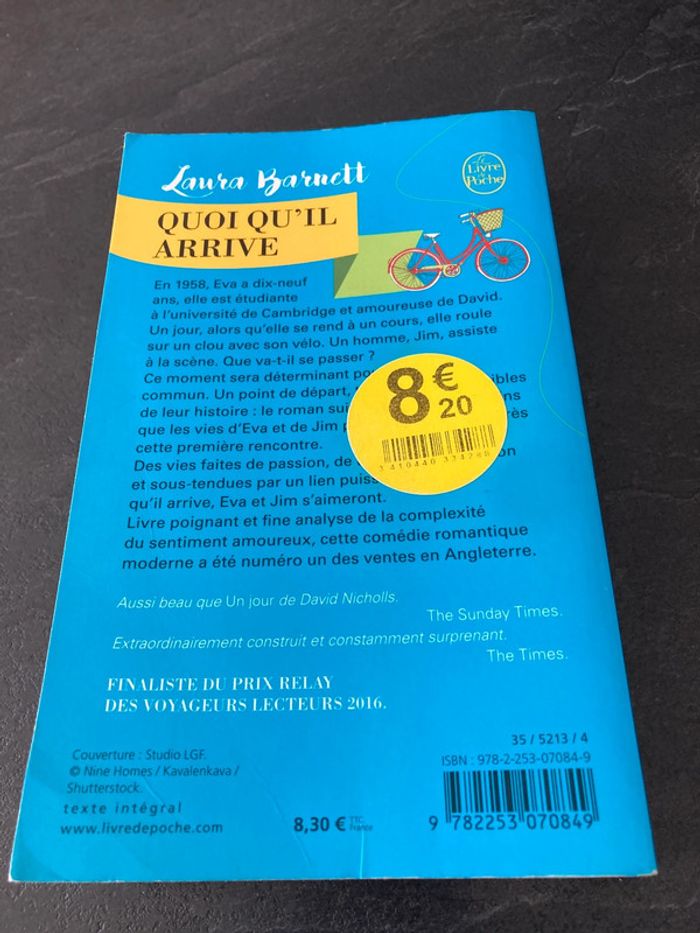 Laura Barnett
Le Livre de Poche
QUOI QU'IL
ARRIVE
En 1958, Eva a dix-neuf
ans, elle est étudiante
à l'université de Cambridge et amoureuse de David.
Un jour, alors qu'elle se rend à un cours, elle roule
sur un clou avec son vélo. Un homme, Jim, assiste
à la scène. Que va-t-il se passer ?
Ce moment sera déterminant
commun. Un point de départ,
de leur histoire : le roman
que les vies d'Eva et de Jim
cette première rencontre.
Des vies faites de passion, de
et sous-tendues par un lien
qu'il arrive, Eva et Jim s'aimeront.
Livre poignant et fine analyse de la complexité
du sentiment amoureux, cette comédie romantique
moderne a été numéro un des ventes en Angleterre.
8 €
20
3 410440 334288
Aussi beau que Un jour de David Nicholls.
The Sunday Times.
Extraordinairement construit et constamment surprenant.
The Times.
FINALISTE DU PRIX RELAY
DES VOYAGEURS LECTEURS 2016.
Couverture : Studio LGF.
© Nine Homes / Kavalenkava /
Shutterstock.
texte intégral
www.livredepoche.com
8,30 € TTC
France
35 / 5213 / 4
ISBN : 978-2-253-07084-9
9 782253 070849